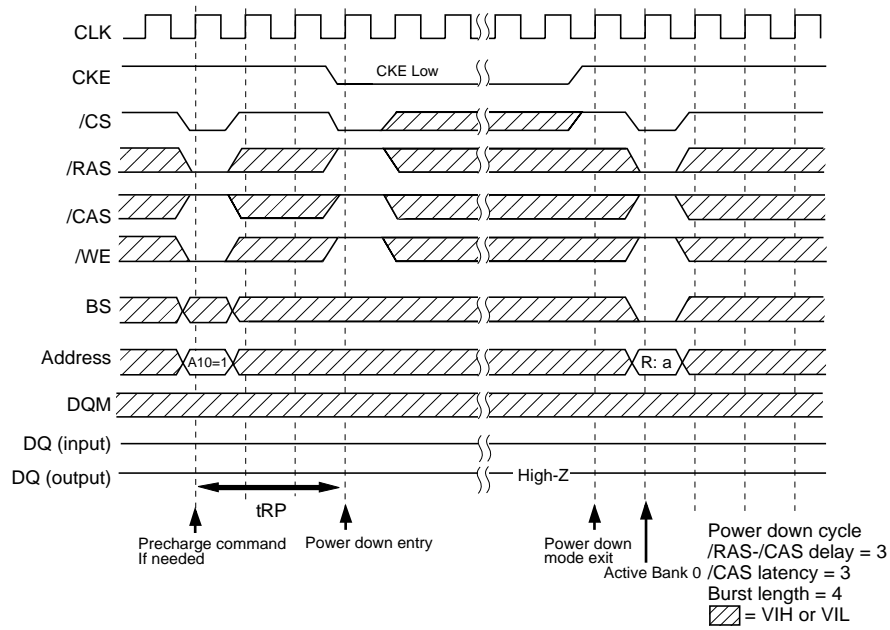 CLK
CKE
CKE Low
/CS
/RAS
/CAS
/WE
BS
Address
A10=1
R: a
DQM
DQ (input)
DQ (output)
High-Z
tRP
Precharge command
If needed
Power down entry
Power down
mode exit
Active Bank 0
Power down cycle
/RAS-/CAS delay = 3
/CAS latency = 3
Burst length = 4
= VIH or VIL